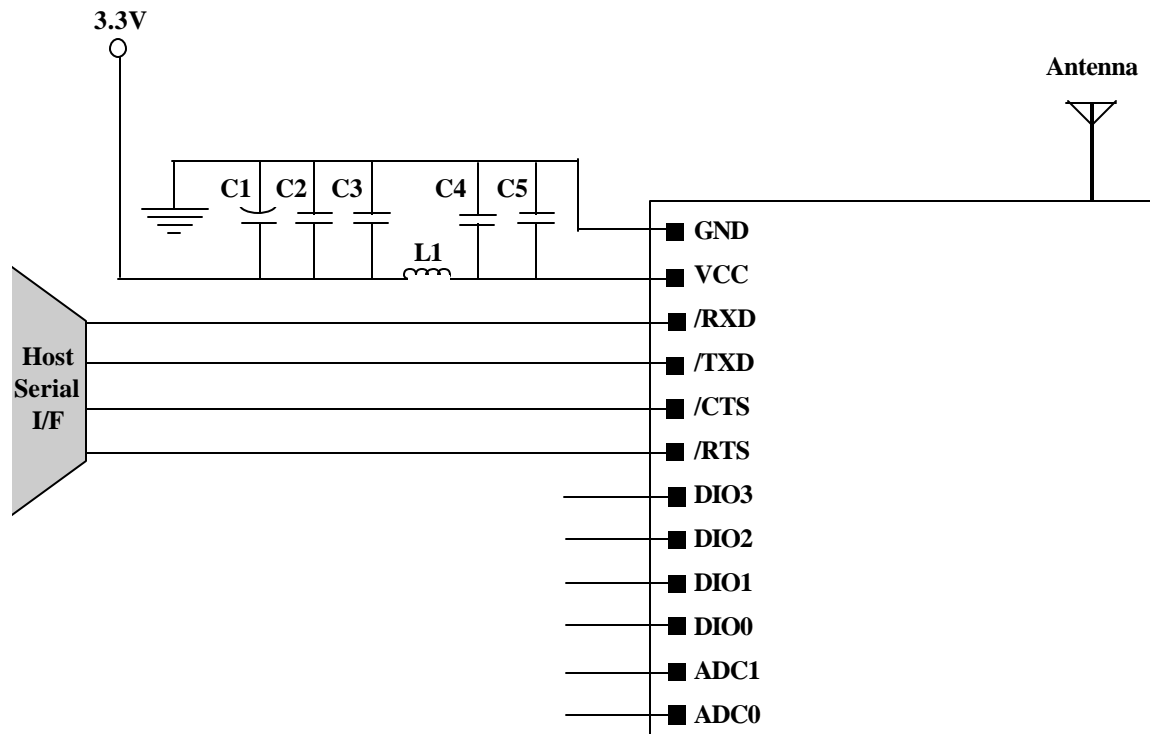 3.3V
Antenna
C1 C2 C3 C4 C5
GND
L1
VCC
/RXD
Host
Serial
I/F
/TXD
/CTS
/RTS
DIO3
DIO2
DIO1
DIO0
ADC1
ADC0